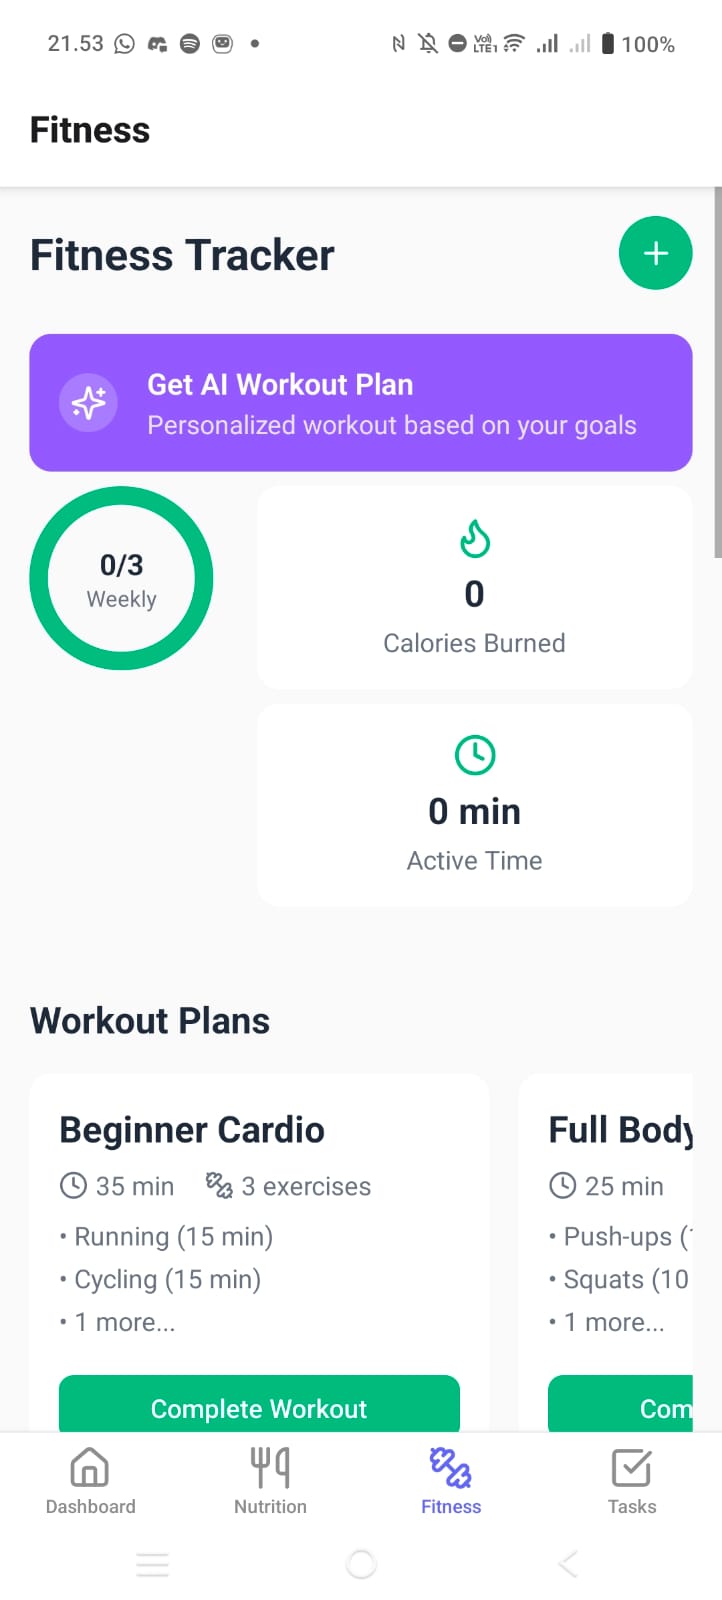 21.53
VoD LTE1
100%
Fitness
Fitness Tracker
Get AI Workout Plan
Personalized workout based on your goals
0/3
Weekly
0
Calories Burned
0 min
Active Time
Workout Plans
Beginner Cardio
35 min 3 exercises
• Running (15 min)
• Cycling (15 min)
• 1 more...
Complete Workout
Full Body
25 min
• Push-ups (
• Squats (10
• 1 more...
Com
Dashboard
Nutrition
Fitness
Tasks